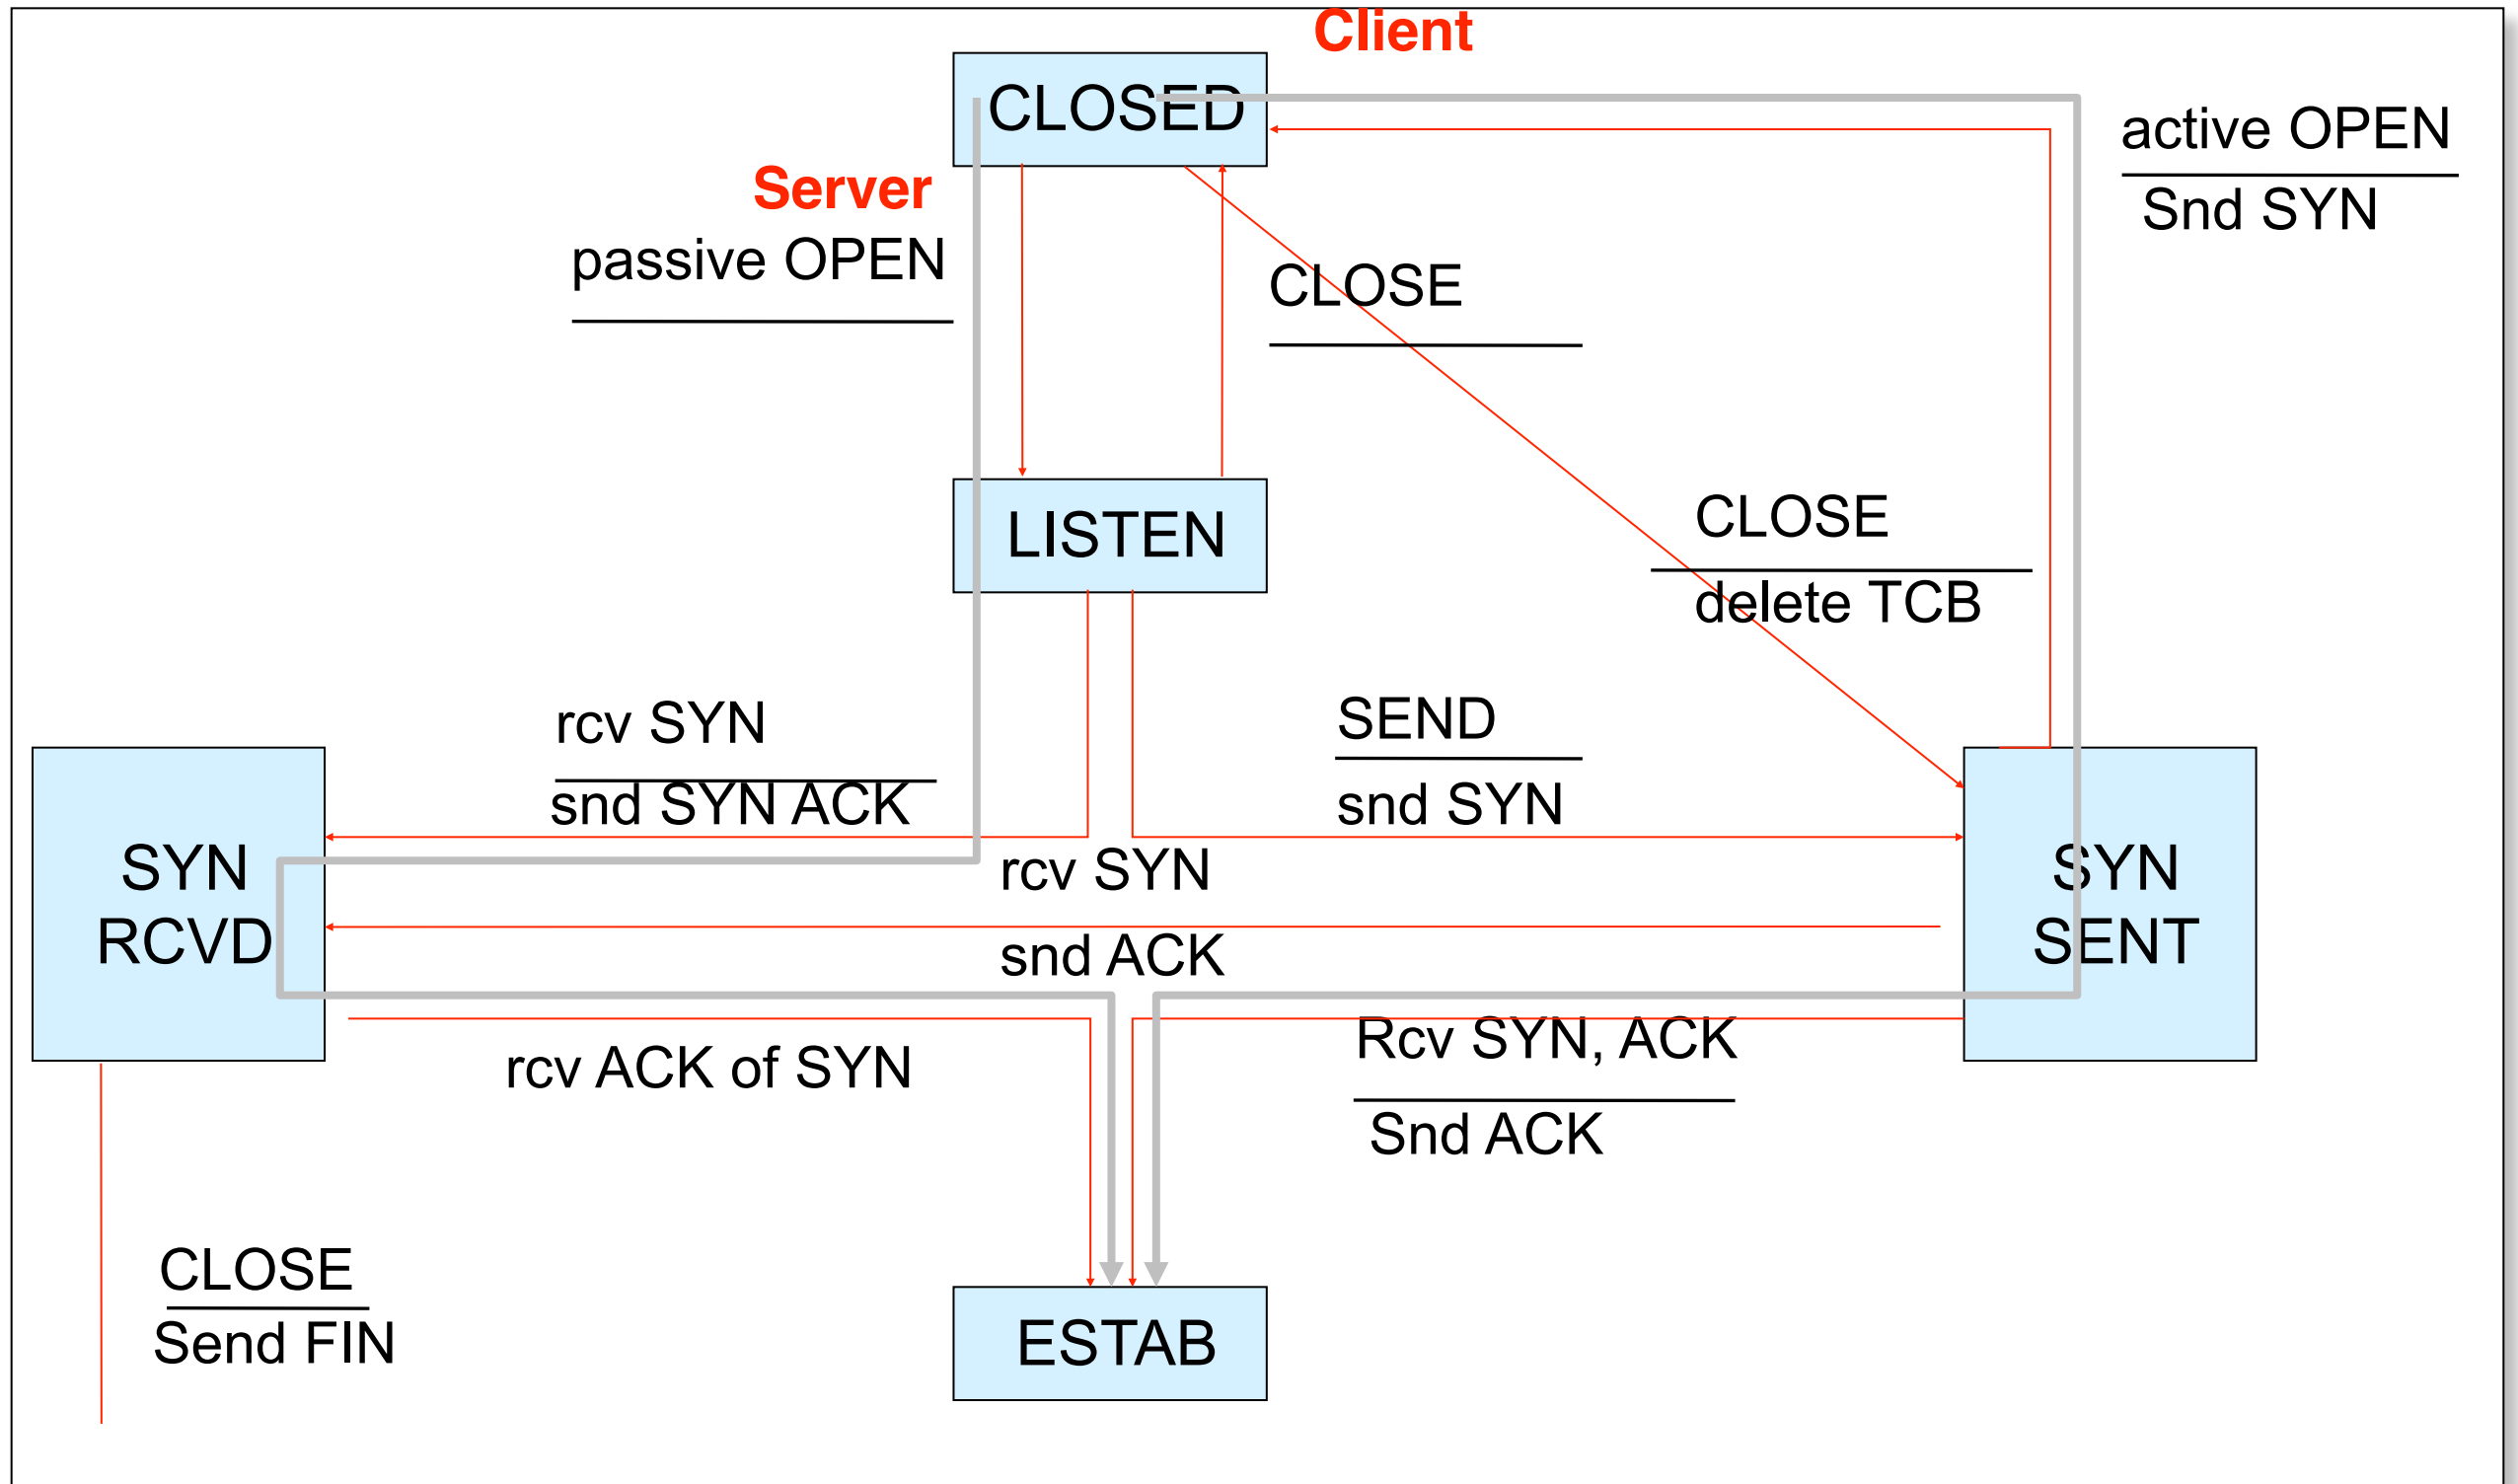 Client
CLOSED
active OPEN
Snd SYN
Server
passive OPEN
CLOSE
LISTEN
CLOSE
delete TCB
rcv SYN
snd SYN ACK
SEND
snd SYN
SYN
RCVD
rcv SYN
snd ACK
SYN
SENT
rcv ACK of SYN
Rcv SYN, ACK
Snd ACK
CLOSE
Send FIN
ESTAB